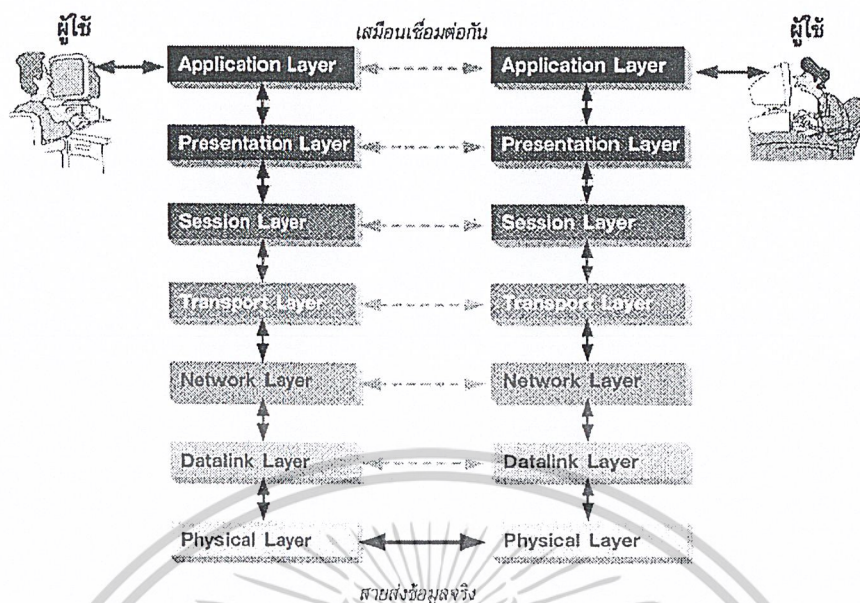 ผู้ใช้ เสมือนเชื่อมต่อกัน ผู้ใช้
Application Layer Application Layer
Presentation Layer Presentation Layer
Session Layer Session Layer
Transport Layer Transport Layer
Network Layer Network Layer
Datalink Layer Datalink Layer
Physical Layer Physical Layer
สายส่งข้อมูลจริง